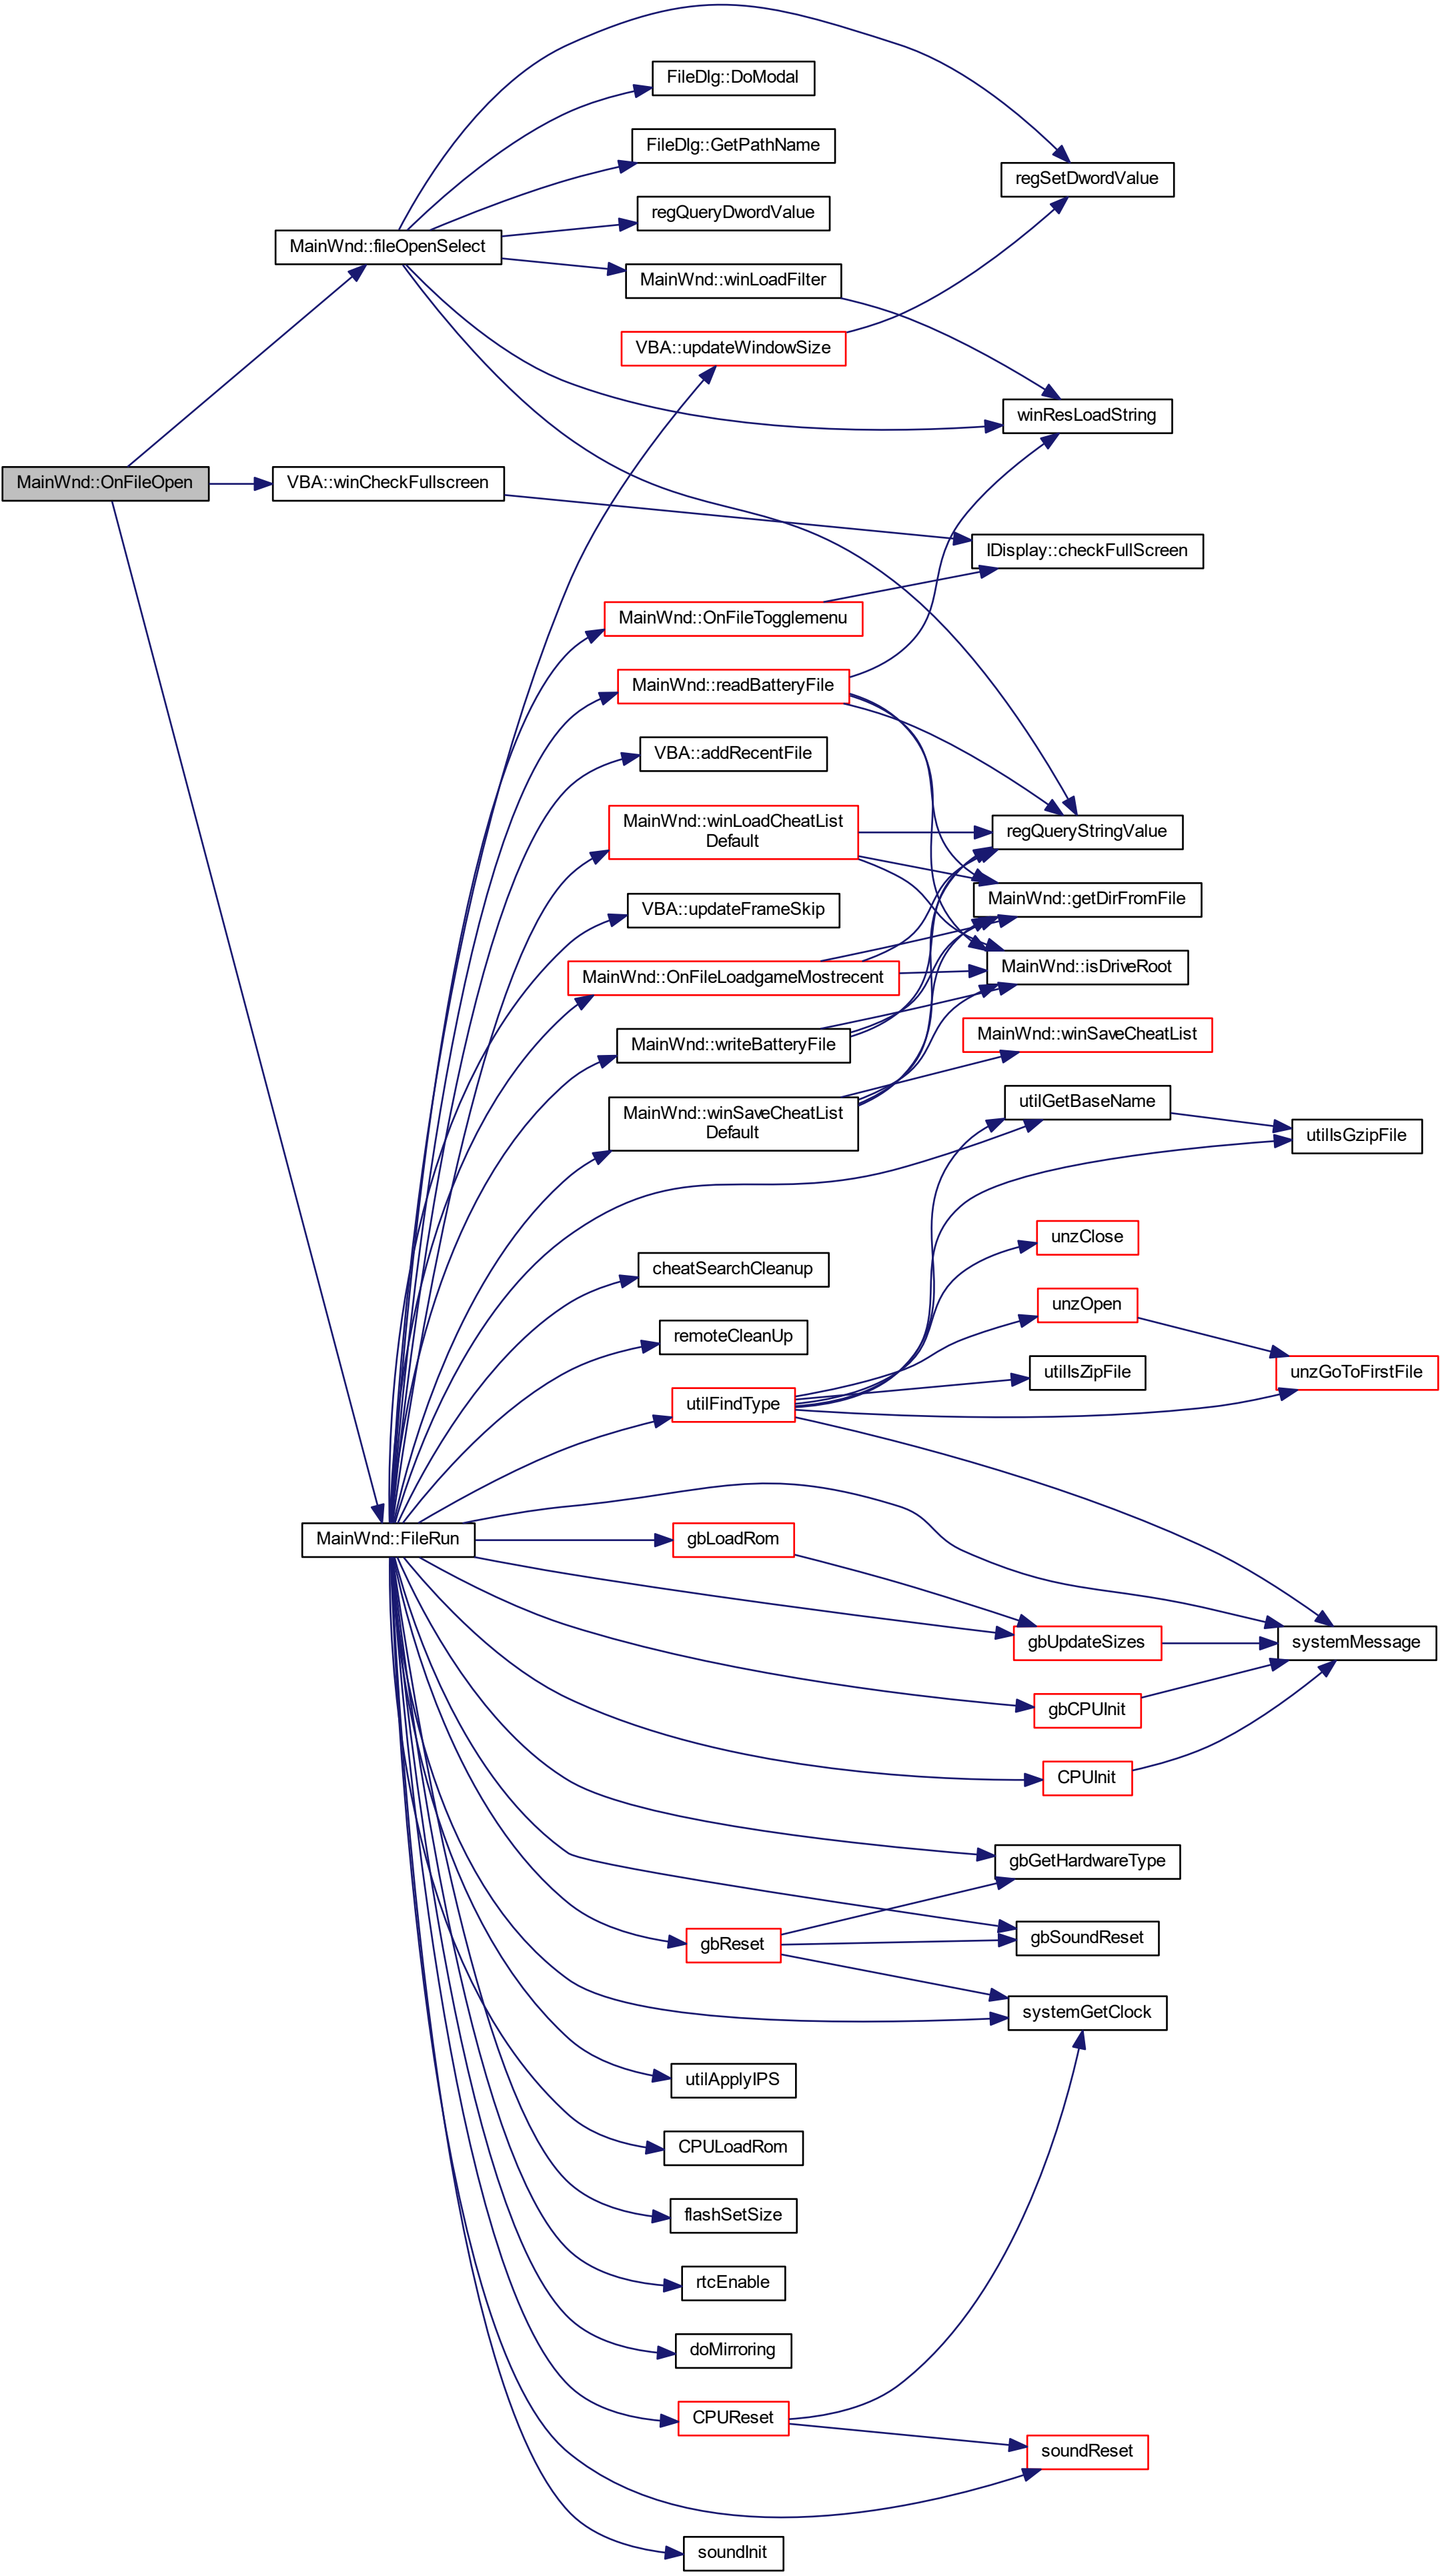 FileDlg::DoModal
FileDlg::GetPathName
regSetDwordValue
regQueryDwordValue
MainWnd::fileOpenSelect
MainWnd::winLoadFilter
VBA::updateWindowSize
winResLoadString
MainWnd::OnFileOpen
VBA::winCheckFullscreen
IDisplay::checkFullScreen
MainWnd::OnFileTogglemenu
MainWnd::readBatteryFile
VBA::addRecentFile
MainWnd::winLoadCheatList
Default
regQueryStringValue
MainWnd::getDirFromFile
VBA::updateFrameSkip
MainWnd::isDriveRoot
MainWnd::OnFileLoadgameMostrecent
MainWnd::winSaveCheatList
MainWnd::writeBatteryFile
utilGetBaseName
MainWnd::winSaveCheatList
Default
utilIsGzipFile
unzClose
cheatSearchCleanup
unzOpen
remoteCleanUp
utilIsZipFile
unzGoToFirstFile
utilFindType
MainWnd::FileRun
gbLoadRom
gbUpdateSizes
systemMessage
gbCPUInit
CPUInit
gbGetHardwareType
gbReset
gbSoundReset
systemGetClock
utilApplyIPS
CPULoadRom
flashSetSize
rtcEnable
doMirroring
CPUReset
soundReset
soundInit